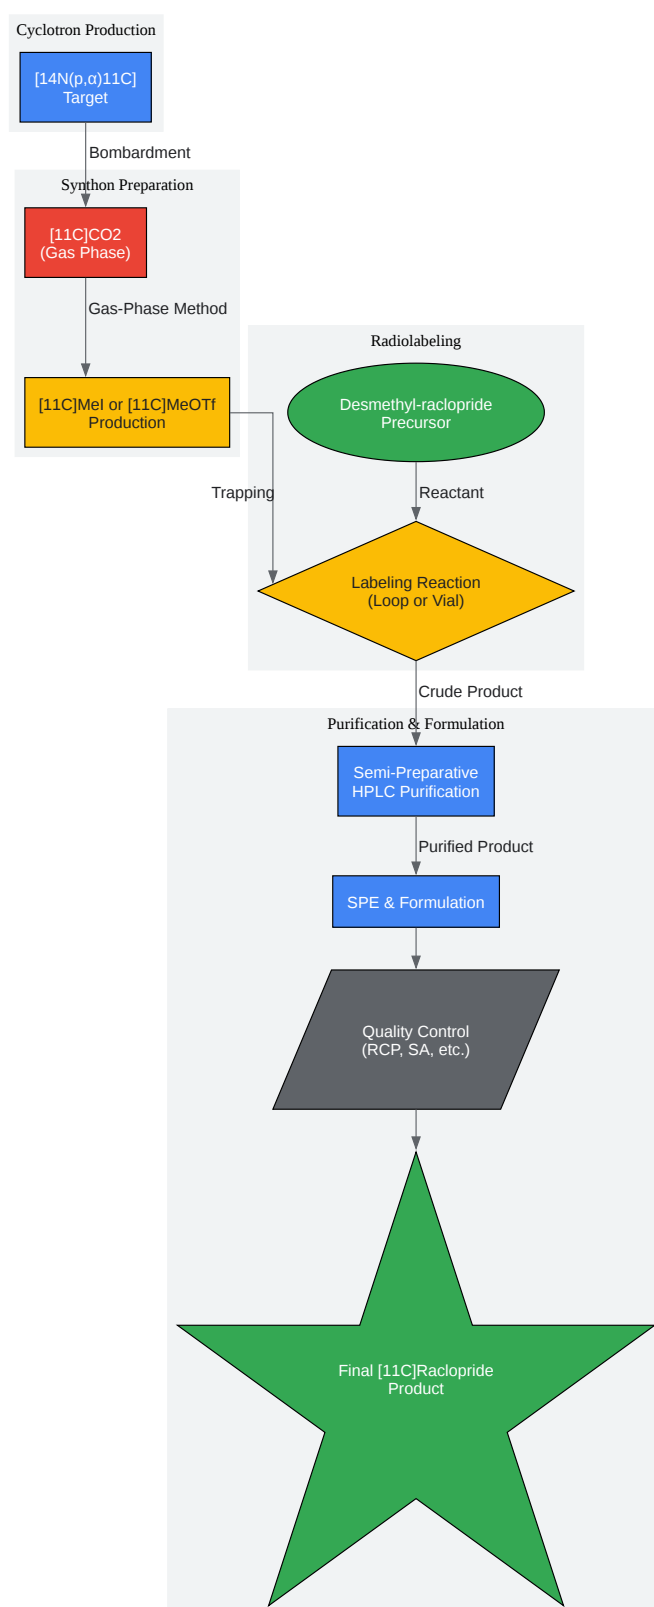 Cyclotron Production
[14N(p,α)11C]
Target
Bombardment
Synthon Preparation
[11C]CO2
(Gas Phase)
Gas-Phase Method
[11C]MeI or [11C]MeOTf
Production
Radiolabeling
Desmethyl-raclopride
Precursor
Trapping
Reactant
Labeling Reaction
(Loop or Vial)
Crude Product
Purification & Formulation
Semi-Preparative
HPLC Purification
Purified Product
SPE & Formulation
Quality Control
(RCP, SA, etc.)
Final [11C]Raclopride
Product